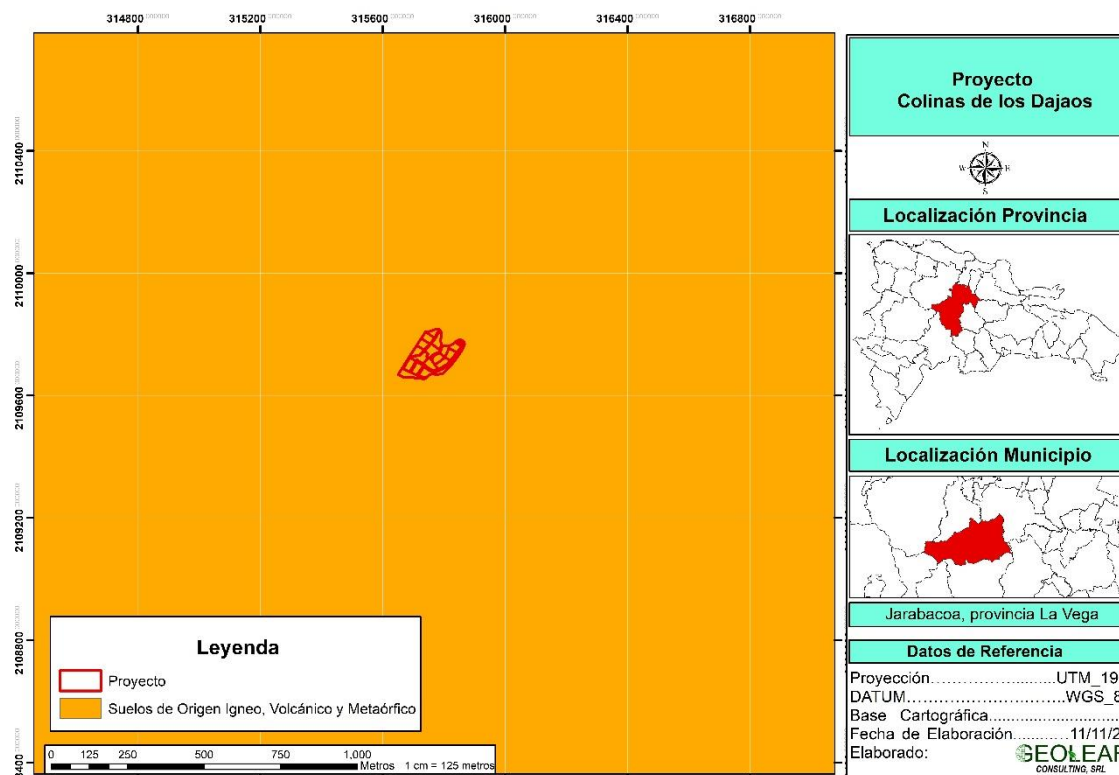 314800 315200 315600 316000 316400 316800
2110400
2110000
2109600
2109200
2108800
Leyenda
Proyecto
Suelos de Origen Igneo, Volcánico y Metaórfico
0 125 250 500 750 1,000
Metros 1 cm = 125 metros
Proyecto
Colinas de los Dajaos
N
W E
S
Localización Provincia
Localización Municipio
Jarabacoa, provincia La Vega
Datos de Referencia
Proyección UTM_19
DATUM WGS_8
Base Cartográfica
Fecha de Elaboración 11/11/2
Elaborado: GEOLEAF
CONSULTING, SRL